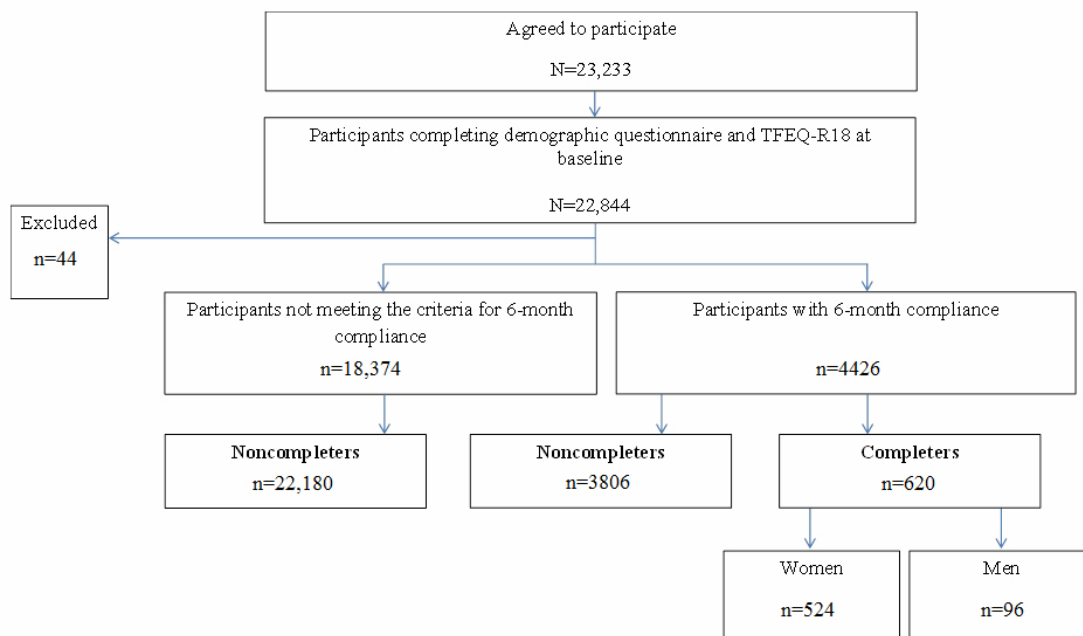 Agreed to participate
N=23,233
Participants completing demographic questionnaire and TFEQ-R18 at
baseline
N=22,844
Excluded
n=44
Participants not meeting the criteria for 6-month
compliance
n=18,374
Participants with 6-month compliance
n=4426
Noncompleters
n=22,180
Noncompleters
n=3806
Completers
n=620
Women
n=524
Men
n=96